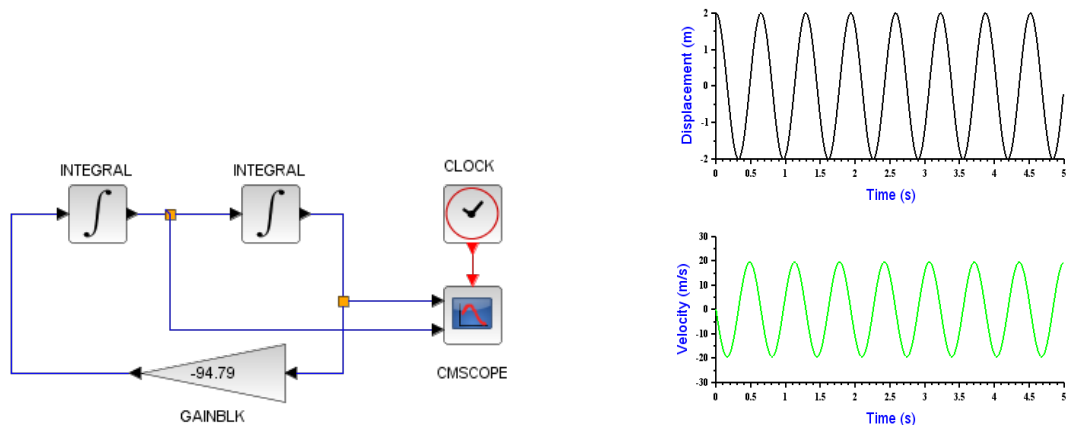 INTEGRAL
INTEGRAL
CLOCK
CMSCOPE
-94.79
GAINBLK
Displacement (m)
2
1
0
-1
-2
0 0.5 1 1.5 2 2.5 3 3.5 4 4.5 5
Time (s)
Velocity (m/s)
30
20
10
0
-10
-20
-30
0 0.5 1 1.5 2 2.5 3 3.5 4 4.5 5
Time (s)